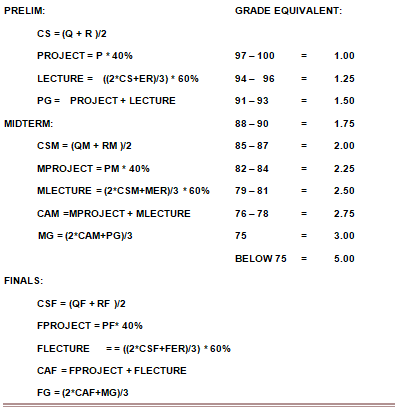 PRELIM: GRADE EQUIVALENT:
CS = (Q + R )/2
PROJECT = P * 40% 97 – 100 = 1.00
LECTURE = ((2*CS+ER)/3) * 60% 94 – 96 = 1.25
PG = PROJECT + LECTURE 91 – 93 = 1.50
MIDTERM: 88 – 90 = 1.75
CSM = (QM + RM )/2 85 – 87 = 2.00
MPROJECT = PM * 40% 82 – 84 = 2.25
MLECTURE = (2*CSM+MER)/3 * 60% 79 – 81 = 2.50
CAM =MPROJECT + MLECTURE 76 – 78 = 2.75
MG = (2*CAM+PG)/3 75 = 3.00
BELOW 75 = 5.00
FINALS:
CSF = (QF + RF )/2
FPROJECT = PF* 40%
FLECTURE = = ((2*CSF+FER)/3) * 60%
CAF = FPROJECT + FLECTURE
FG = (2*CAF+MG)/3